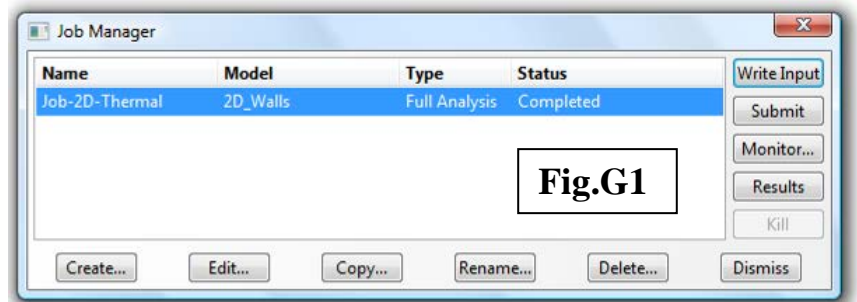 Job Manager
Name Model Type Status
Write Input
Job-2D-Thermal 2D_Walls Full Analysis Completed
Submit
Monitor...
Fig.G1
Results
Kill
Create... Edit... Copy... Rename... Delete... Dismiss